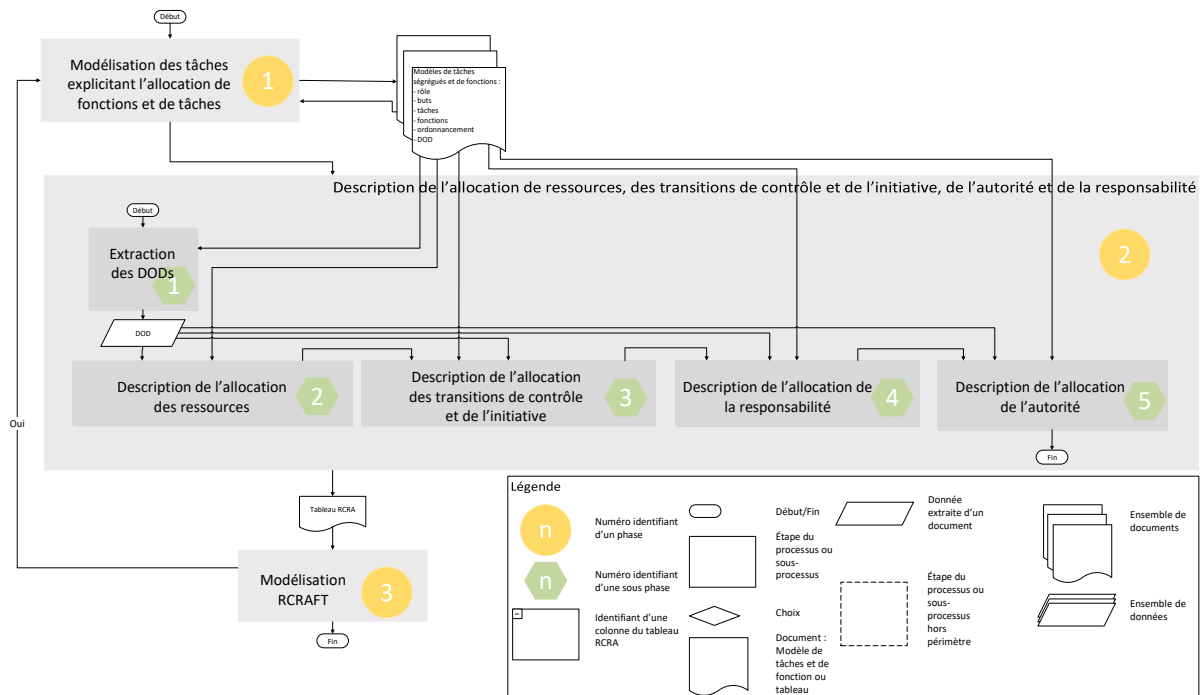 Début
Modélisation des tâches
explicitant l’allocation de
fonctions et de tâches
1
Modèles de tâches
ségrégués et de fonctions :
- rôle
- buts
- tâches
- fonctions
- ordonnancement
- DOD
Description de l’allocation de ressources, des transitions de contrôle et de l’initiative, de l’autorité et de la responsabilité
2
Début
Extraction
des DODs
1
DOD
Description de l’allocation
des ressources
2
Description de l’allocation
des transitions de contrôle
et de l’initiative
3
Description de l’allocation de
la responsabilité
4
Description de l’allocation
de l’autorité
5
Fin
Oui
Tableau RCRA
Modélisation
RCRAFT
3
Fin
Légende
n
Numéro identifiant
d’un phase
n
Numéro identifiant
d’une sous phase
Identifiant d’une
colonne du tableau
RCRA
Début/Fin
Étape du
processus ou
sous-
processus
Choix
Document :
Modèle de
tâches et de
fonction ou
tableau
Donnée
extraite d’un
document
Étape du
processus ou
sous-
processus
hors
périmètre
Ensemble de
documents
Ensemble de
données